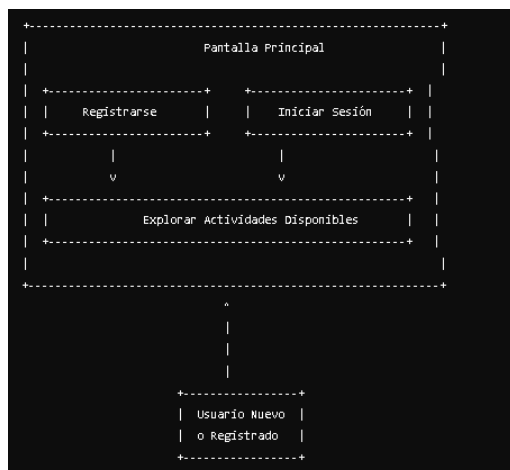 Pantalla Principal
Registrarse Iniciar Sesión
Explorar Actividades Disponibles
Usuario Nuevo
o Registrado